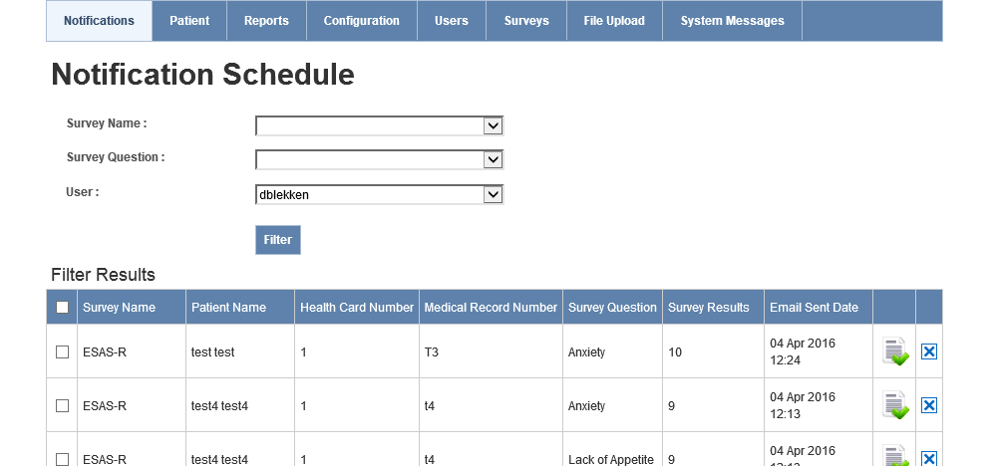 Notifications Patient Reports Configuration Users Surveys File Upload System Messages
Notification Schedule
Survey Name :
Survey Question :
User : dblekken
Filter
Filter Results
Survey Name Patient Name Health Card Number Medical Record Number Survey Question Survey Results Email Sent Date
ESAS-R test test 1 T3 Anxiety 10 04 Apr 2016
12:24
ESAS-R test4 test4 1 t4 Anxiety 9 04 Apr 2016
12:13
ESAS-R test4 test4 1 t4 Lack of Appetite 9 04 Apr 2016